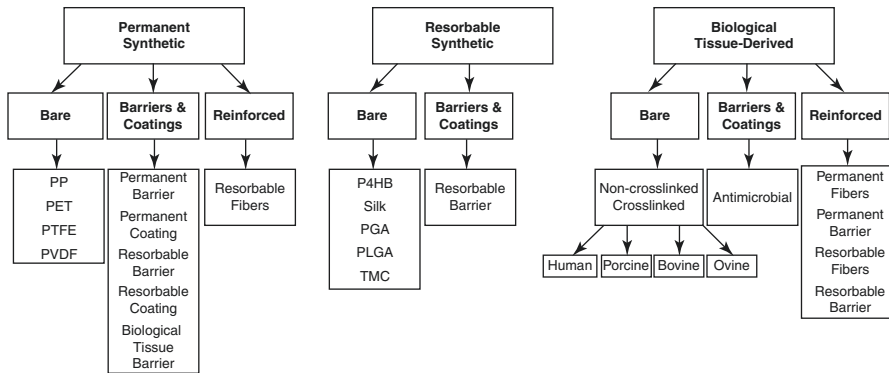 Permanent
Synthetic
Bare
Barriers &
Coatings
Reinforced
PP
PET
PTFE
PVDF
Permanent
Barrier
Permanent
Coating
Resorbable
Barrier
Resorbable
Coating
Biological
Tissue
Barrier
Resorbable
Fibers
Resorbable
Synthetic
Bare
Barriers &
Coatings
P4HB
Silk
PGA
PLGA
TMC
Resorbable
Barrier
Biological
Tissue-Derived
Bare
Barriers &
Coatings
Reinforced
Non-crosslinked
Crosslinked
Human
Porcine
Bovine
Ovine
Antimicrobial
Permanent
Fibers
Permanent
Barrier
Resorbable
Fibers
Resorbable
Barrier